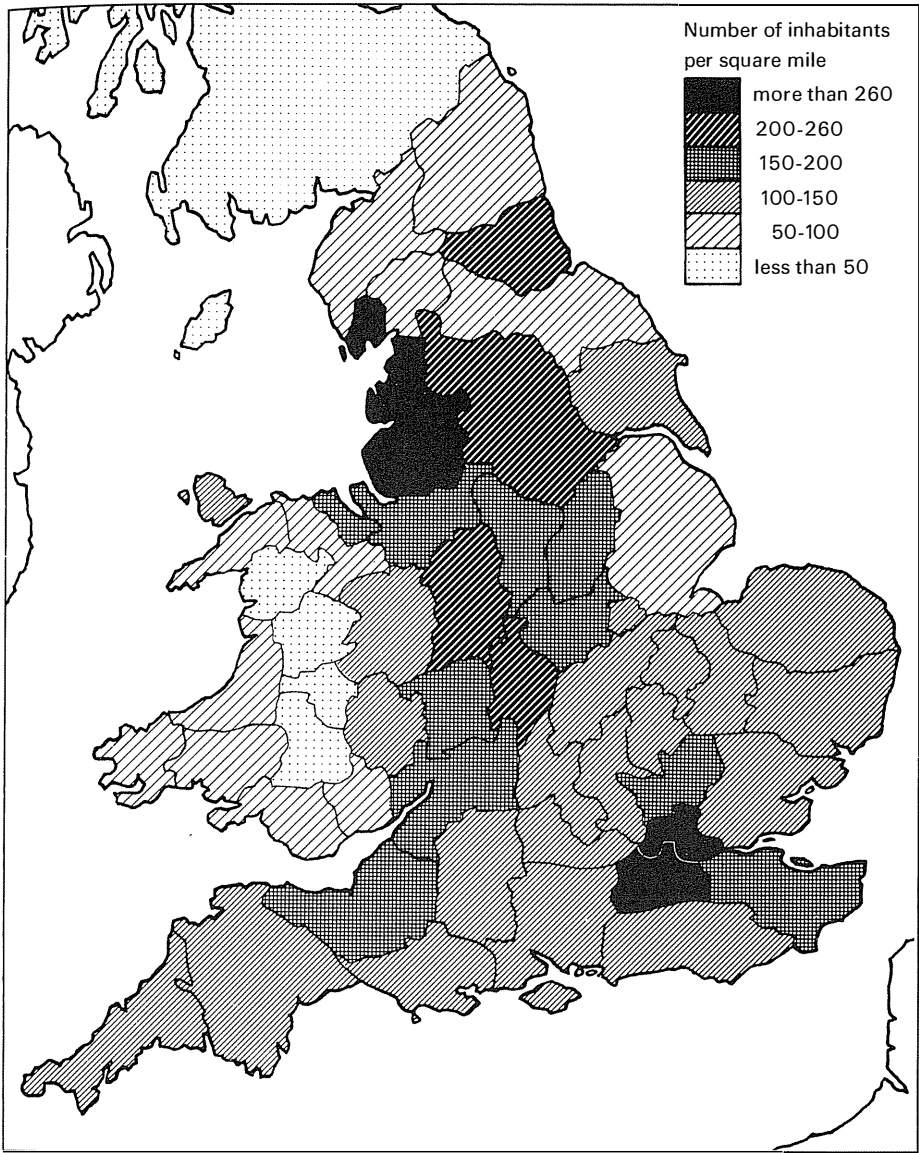 Number of inhabitants
per square mile
more than 260
200-260
150-200
100-150
50-100
less than 50